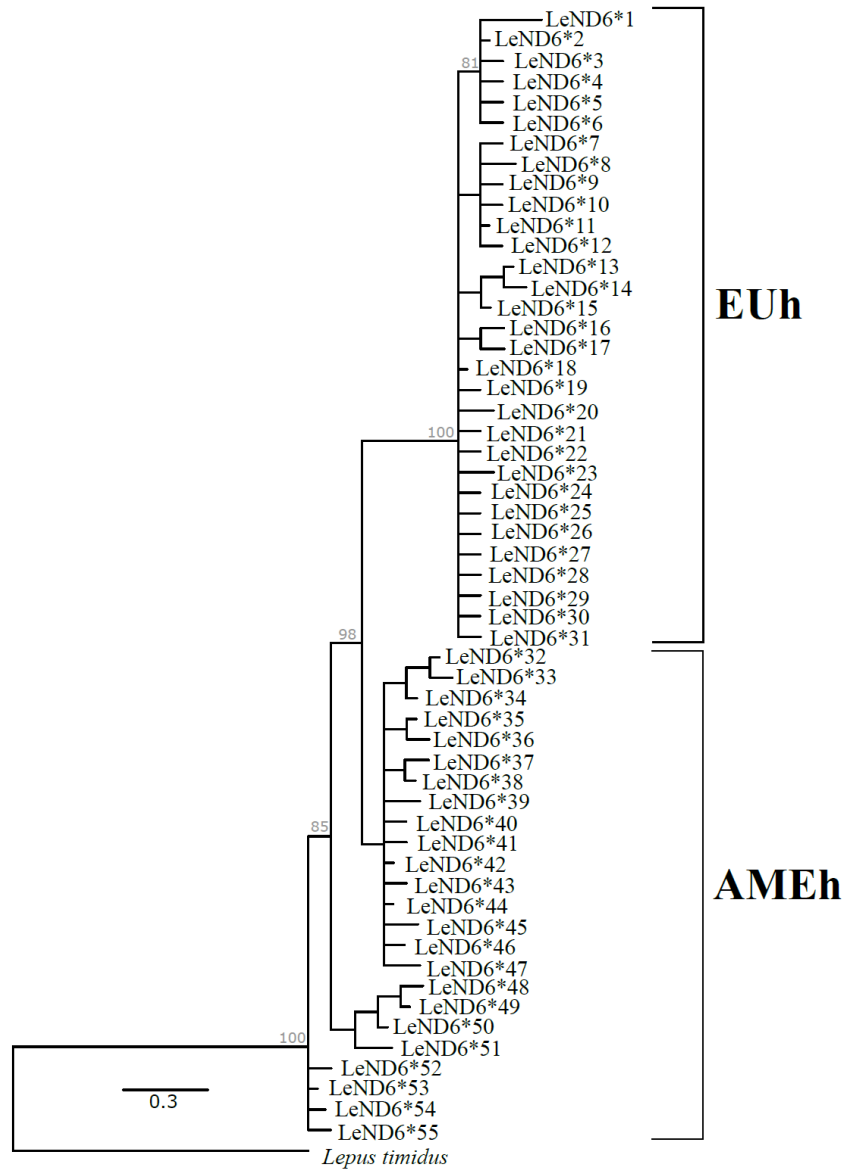 LeND6*1
LeND6*2
81
LeND6*3
LeND6*4
LeND6*5
LeND6*6
LeND6*7
LeND6*8
LeND6*9
LeND6*10
LeND6*11
LeND6*12
LeND6*13
LeND6*14
EUh
LeND6*15
LeND6*16
LeND6*17
LeND6*18
LeND6*19
LeND6*20
100
LeND6*21
LeND6*22
LeND6*23
LeND6*24
LeND6*25
LeND6*26
LeND6*27
LeND6*28
LeND6*29
LeND6*30
98
LeND6*31
LeND6*32
LeND6*33
LeND6*34
LeND6*35
LeND6*36
LeND6*37
LeND6*38
LeND6*39
85
LeND6*40
LeND6*41
LeND6*42
LeND6*43
AMEh
LeND6*44
LeND6*45
LeND6*46
LeND6*47
LeND6*48
LeND6*49
LeND6*50
100
LeND6*51
LeND6*52
LeND6*53
0.3
LeND6*54
LeND6*55
Lepus timidus